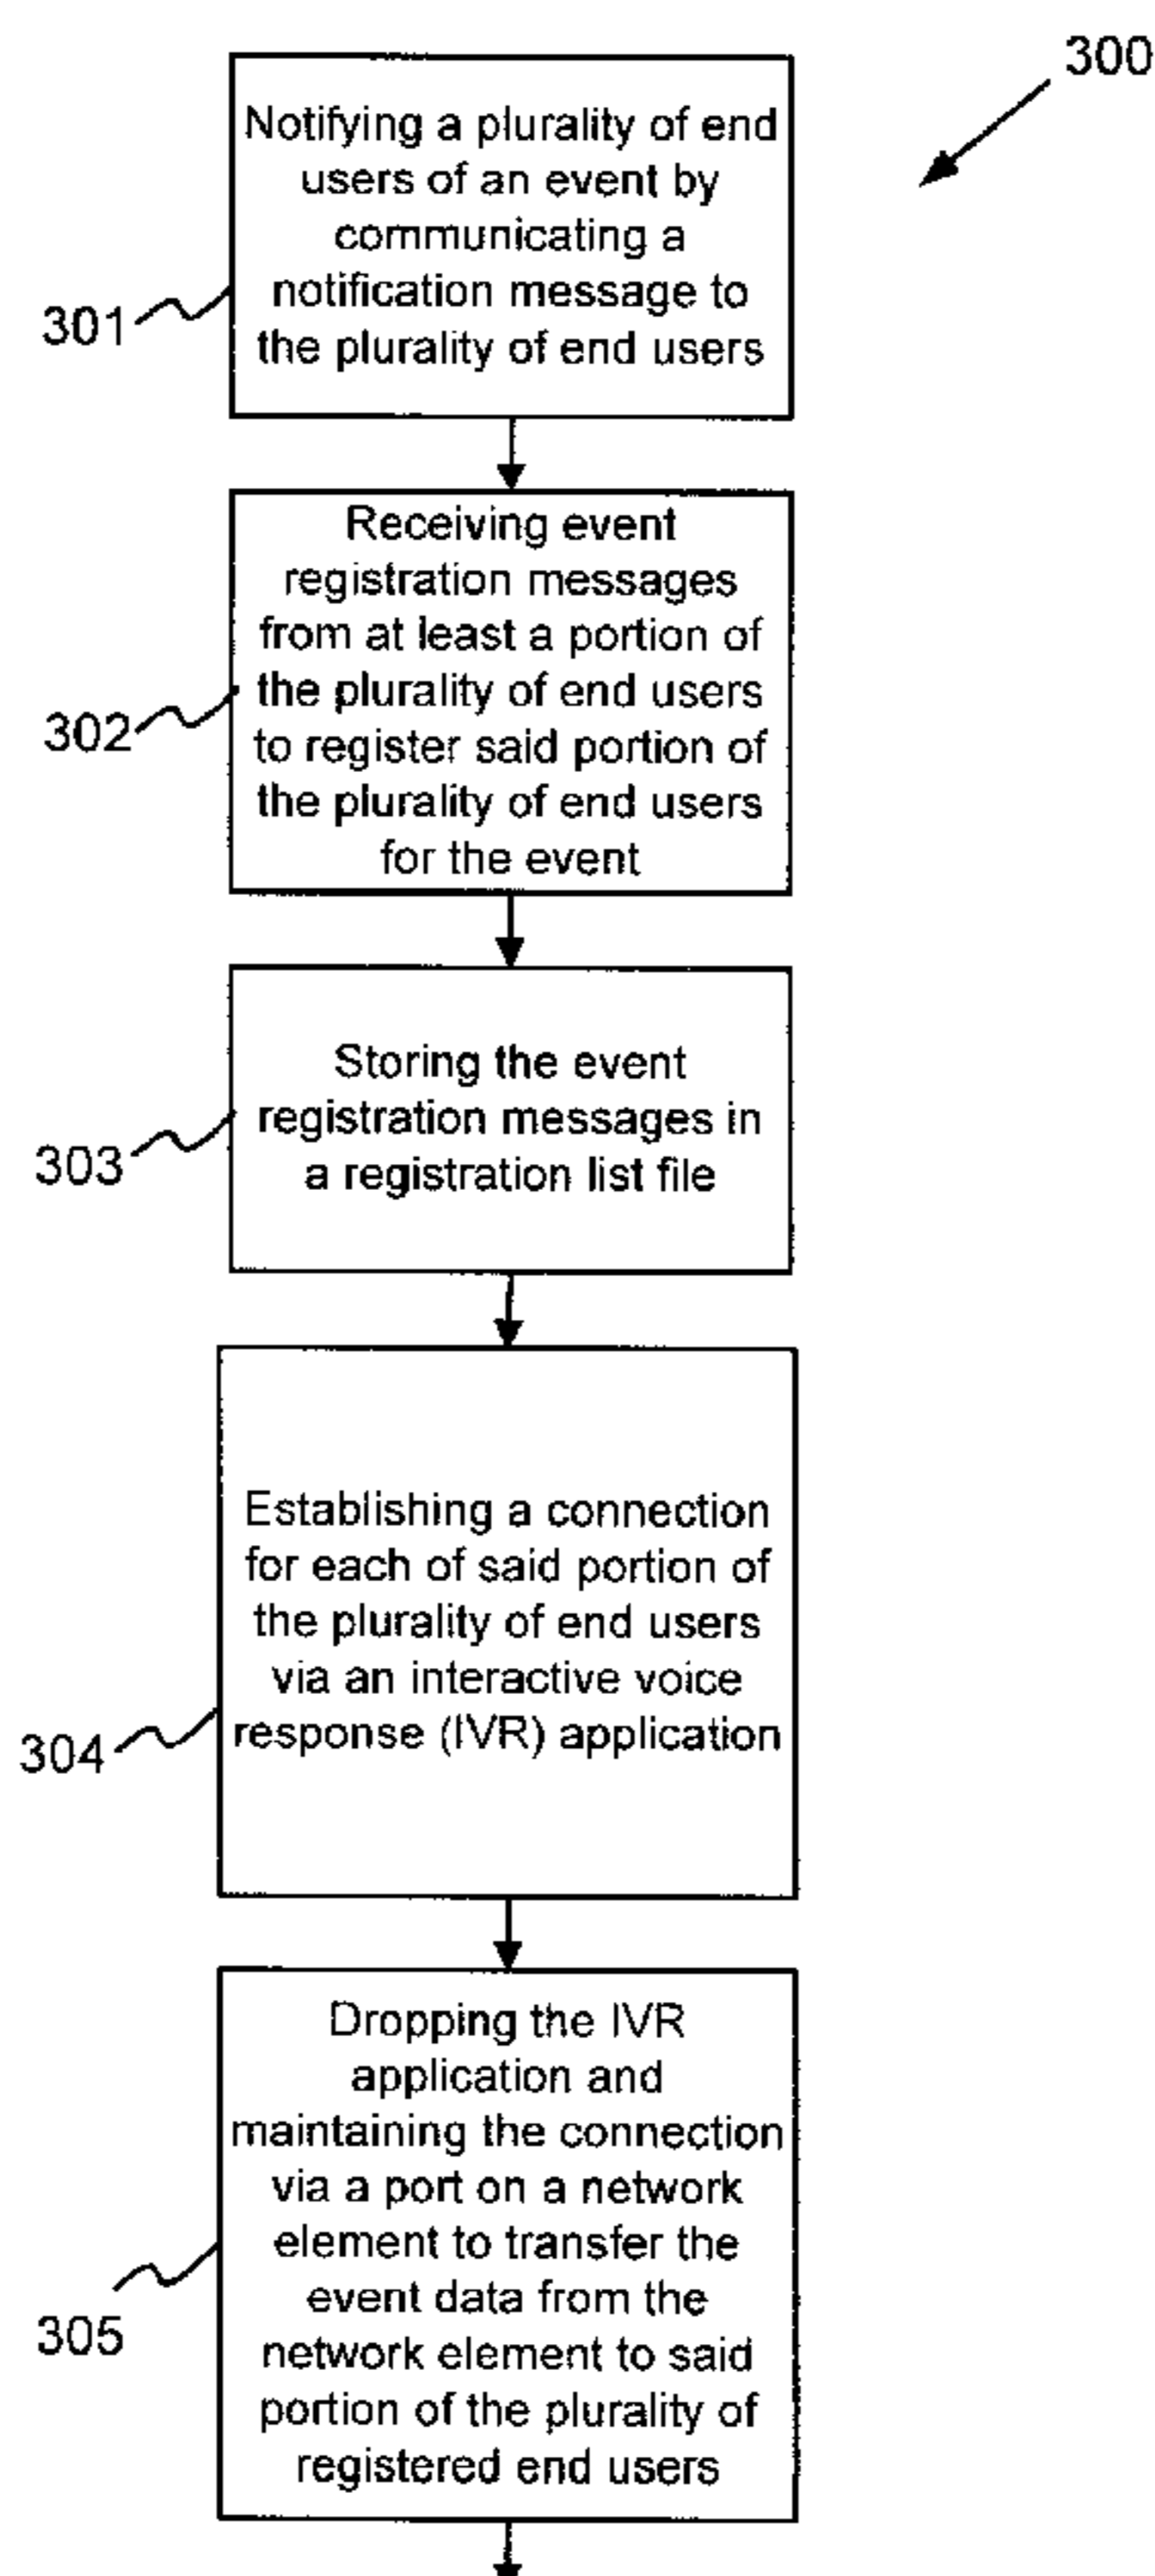 300
Notifying a plurality of end
users of an event by
communicating a
notification message to
the plurality of end users
301
Receiving event
registration messages
from at least a portion of
the plurality of end users
to register said portion of
the plurality of end users
for the event
302
Storing the event
registration messages in
a registration list file
303
Establishing a connection
for each of said portion of
the plurality of end users
via an interactive voice
response (IVR) application
304
Dropping the IVR
application and
maintaining the connection
via a port on a network
element to transfer the
event data from the
network element to said
portion of the plurality of
registered end users
305